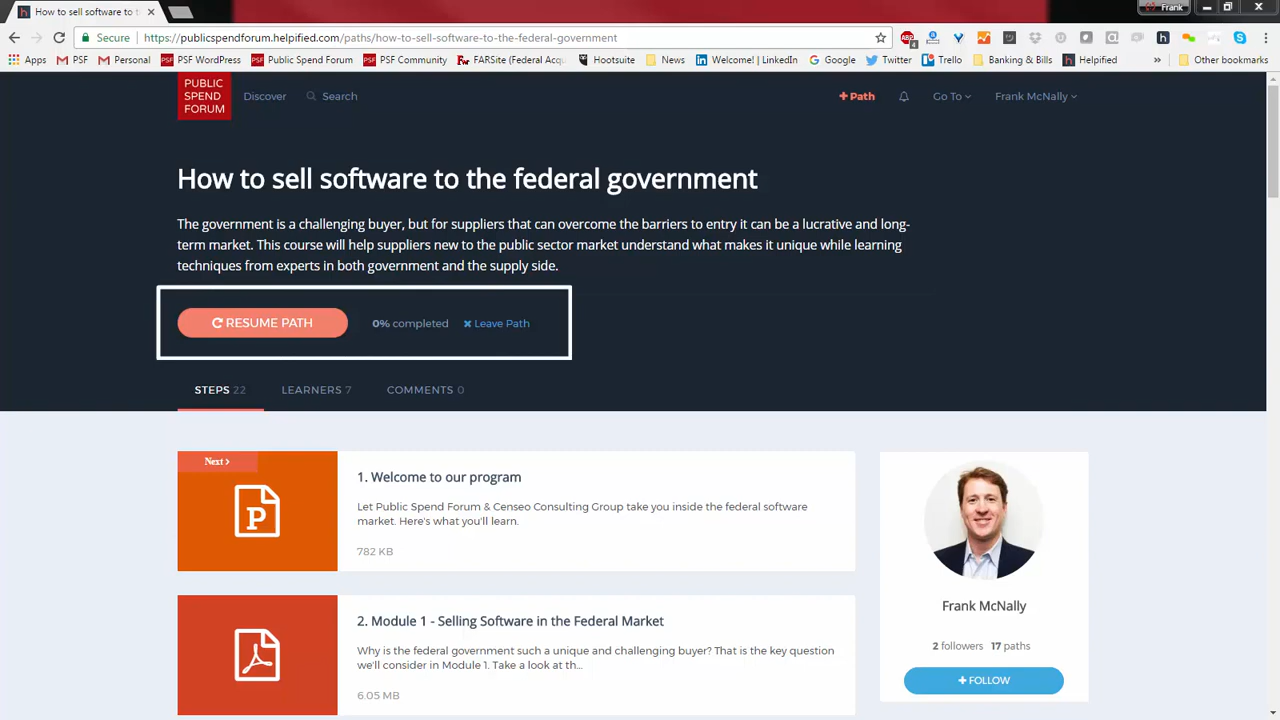 How to sell software to t
Frank
Secure
https://publicspendforum.helpified.com/paths/how-to-sell-software-to-the-federal-government
Apps PSF Personal PSF WordPress Public Spend Forum PSF Community FARSite (Federal Acqu Hootsuite News Welcome! | LinkedIn Google Twitter Trello Banking & Bills Helpified » Other bookmarks
PUBLIC
SPEND
FORUM
Discover Search +Path Go To Frank McNally
How to sell software to the federal government
The government is a challenging buyer, but for suppliers that can overcome the barriers to entry it can be a lucrative and long-
term market. This course will help suppliers new to the public sector market understand what makes it unique while learning
techniques from experts in both government and the supply side.
RESUME PATH 0% completed Leave Path
STEPS 22 LEARNERS 7 COMMENTS 0
Next >
1. Welcome to our program
Let Public Spend Forum & Censeo Consulting Group take you inside the federal software
market. Here's what you'll learn.
782 KB
2. Module 1 - Selling Software in the Federal Market
Why is the federal government such a unique and challenging buyer? That is the key question
we'll consider in Module 1. Take a look at th...
6.05 MB
Frank McNally
2 followers 17 paths
+ FOLLOW